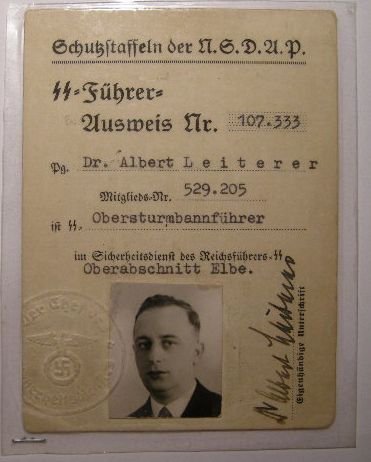 Schutzstaffeln der N.S.D.A.P.
SS-Führer=
Ausweis Nr. 107.333
Pg. Dr. Albert Leiterer
Mitglieds-Nr. 529.205
ist SS- Obersturmbannführer
im Sicherheitsdienst des Reichsführers-SS
Oberabschnitt Elbe.
Eigenhändige Unterschrift